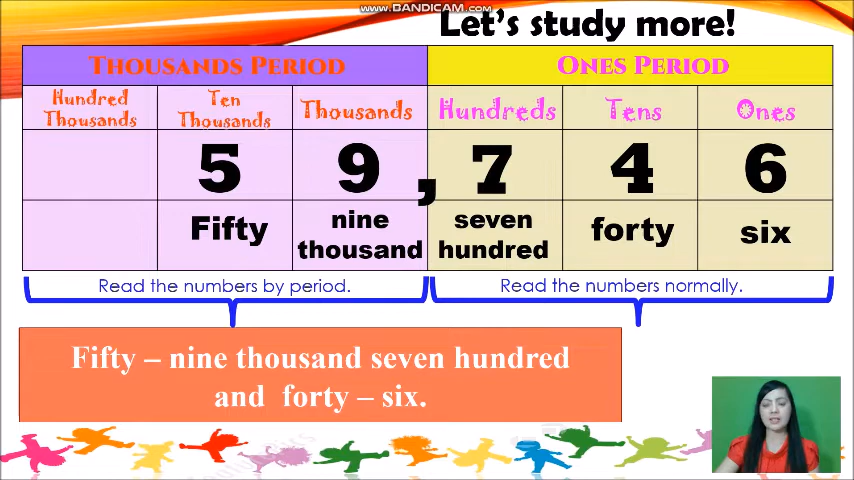 WWW.BANDICAM.COM
Let's study more!
THOUSANDS PERIOD ONES PERIOD
Hundred Thousands Ten Thousands Thousands Hundreds Tens Ones
5 9 , 7 4 6
Fifty nine thousand seven hundred forty six
Read the numbers by period. Read the numbers normally.
Fifty – nine thousand seven hundred
and forty – six.